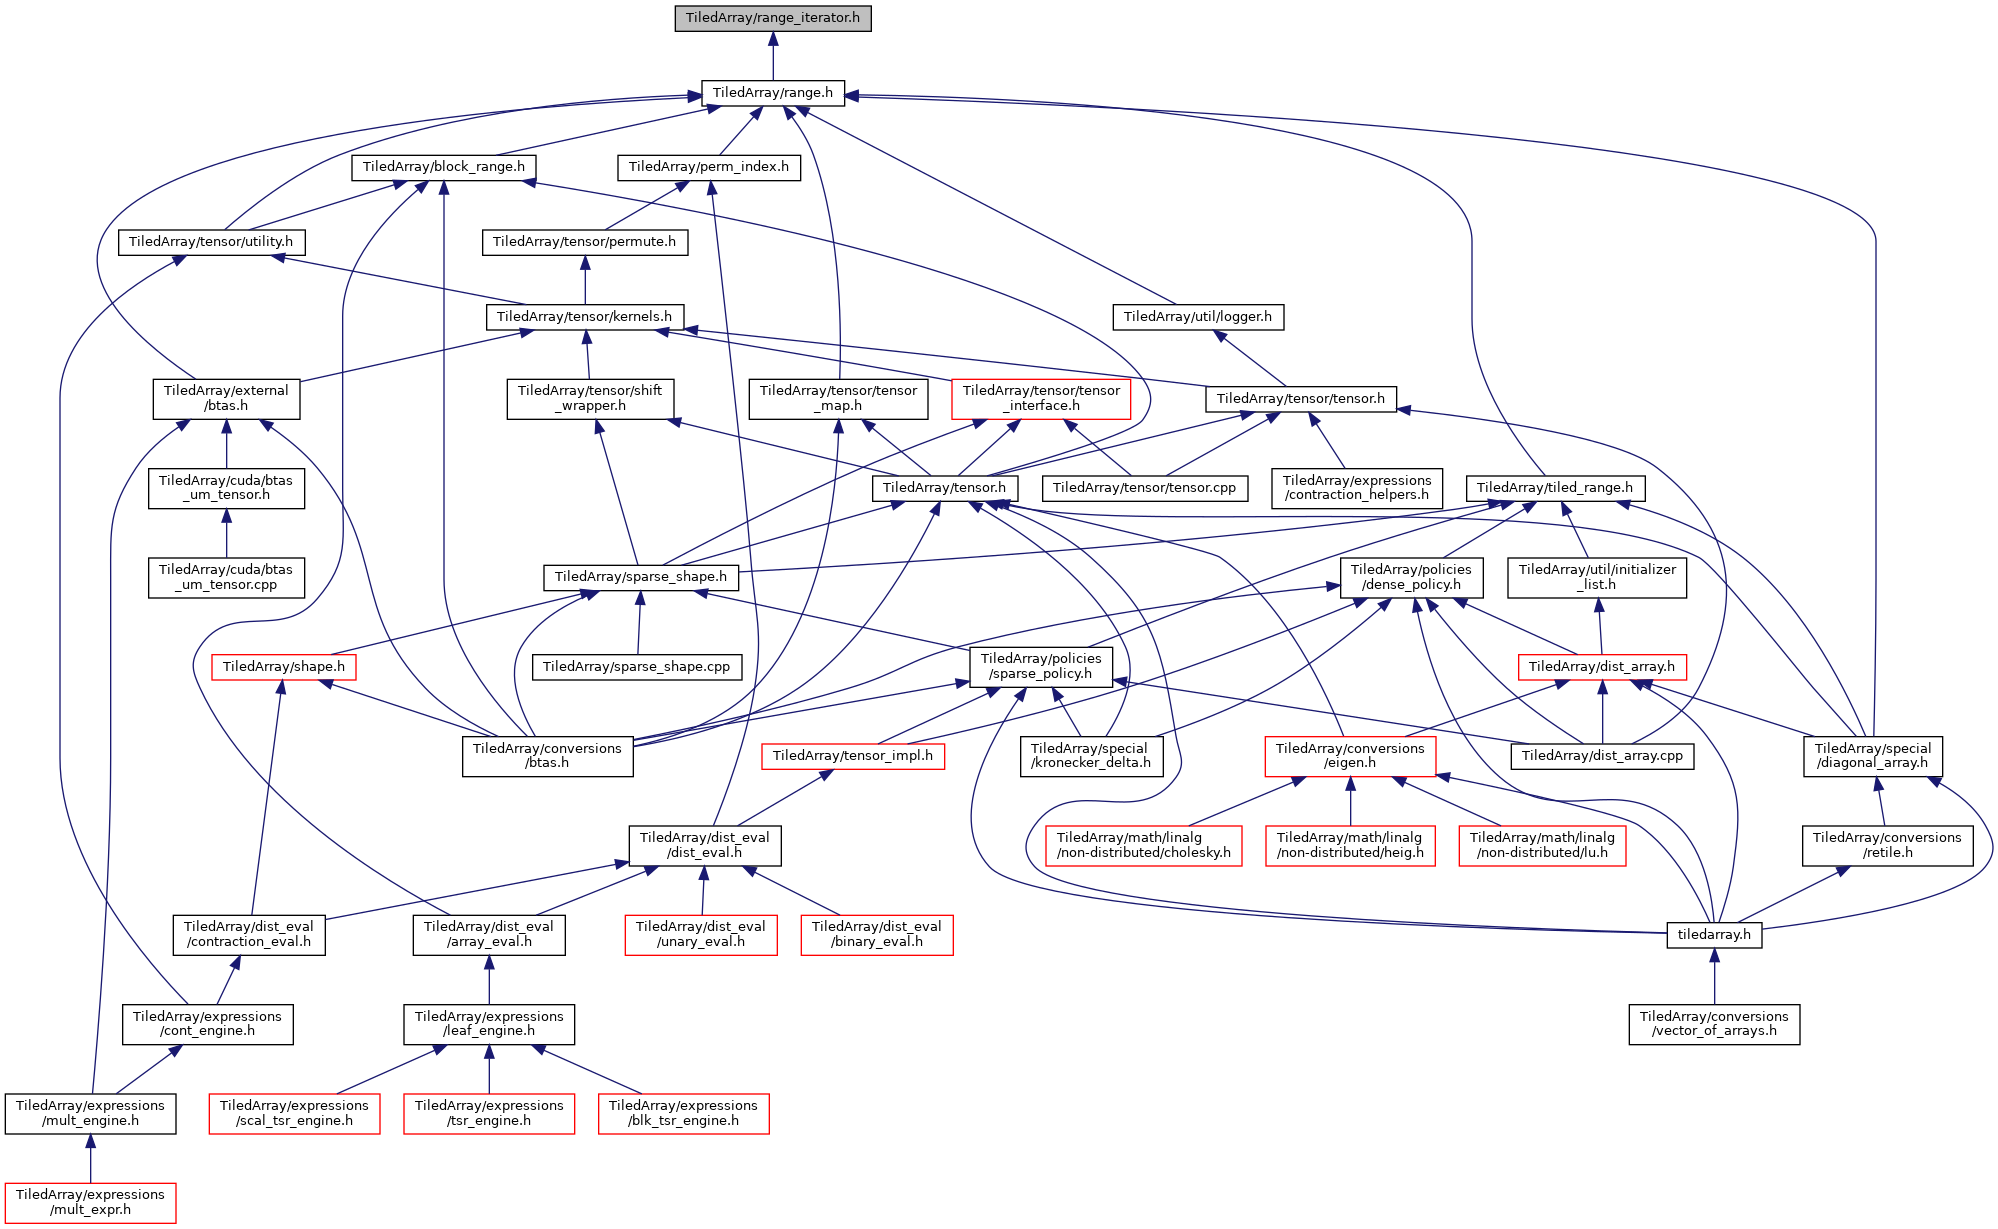 TiledArray/range_iterator.h
TiledArray/range.h
TiledArray/block_range.h
TiledArray/perm_index.h
TiledArray/tensor/utility.h
TiledArray/tensor/permute.h
TiledArray/tensor/kernels.h
TiledArray/util/logger.h
TiledArray/external
/btas.h
TiledArray/tensor/shift
_wrapper.h
TiledArray/tensor/tensor
_map.h
TiledArray/tensor/tensor
_interface.h
TiledArray/tensor/tensor.h
TiledArray/cuda/btas
_um_tensor.h
TiledArray/tensor.h
TiledArray/tensor/tensor.cpp
TiledArray/expressions
/contraction_helpers.h
TiledArray/tiled_range.h
TiledArray/cuda/btas
_um_tensor.cpp
TiledArray/sparse_shape.h
TiledArray/policies
/dense_policy.h
TiledArray/util/initializer
_list.h
TiledArray/shape.h
TiledArray/sparse_shape.cpp
TiledArray/policies
/sparse_policy.h
TiledArray/dist_array.h
TiledArray/conversions
/btas.h
TiledArray/tensor_impl.h
TiledArray/special
/kronecker_delta.h
TiledArray/conversions
/eigen.h
TiledArray/dist_array.cpp
TiledArray/special
/diagonal_array.h
TiledArray/dist_eval
/dist_eval.h
TiledArray/math/linalg
/non-distributed/cholesky.h
TiledArray/math/linalg
/non-distributed/heig.h
TiledArray/math/linalg
/non-distributed/lu.h
TiledArray/conversions
/retile.h
TiledArray/dist_eval
/contraction_eval.h
TiledArray/dist_eval
/array_eval.h
TiledArray/dist_eval
/unary_eval.h
TiledArray/dist_eval
/binary_eval.h
tiledarray.h
TiledArray/expressions
/cont_engine.h
TiledArray/expressions
/leaf_engine.h
TiledArray/conversions
/vector_of_arrays.h
TiledArray/expressions
/mult_engine.h
TiledArray/expressions
/scal_tsr_engine.h
TiledArray/expressions
/tsr_engine.h
TiledArray/expressions
/blk_tsr_engine.h
TiledArray/expressions
/mult_expr.h